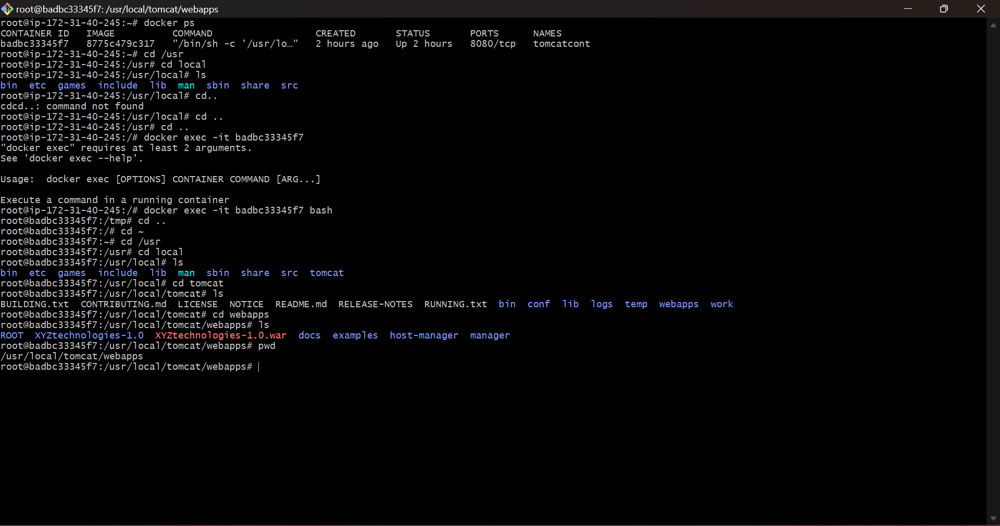 root@badbc33345f7: /usr/local/tomcat/webapps
root@ip-172-31-40-245:~# docker ps
CONTAINER ID   IMAGE          COMMAND                  CREATED       STATUS       PORTS      NAMES
badbc33345f7   8775c479c317   "/bin/sh -c '/usr/lo…"   2 hours ago   Up 2 hours   8080/tcp   tomcatcont
root@ip-172-31-40-245:~# cd /usr
root@ip-172-31-40-245:/usr# cd local
root@ip-172-31-40-245:/usr/local# ls
bin  etc  games  include  lib  man  sbin  share  src
root@ip-172-31-40-245:/usr/local# cd..
cdcd..: command not found
root@ip-172-31-40-245:/usr/local# cd ..
root@ip-172-31-40-245:/usr# cd ..
root@ip-172-31-40-245:/# docker exec -it badbc33345f7
"docker exec" requires at least 2 arguments.
See 'docker exec --help'.
Usage:  docker exec [OPTIONS] CONTAINER COMMAND [ARG...]
Execute a command in a running container
root@ip-172-31-40-245:/# docker exec -it badbc33345f7 bash
root@badbc33345f7:/tmp# cd ..
root@badbc33345f7:/# cd ~
root@badbc33345f7:~# cd /usr
root@badbc33345f7:/usr# cd local
root@badbc33345f7:/usr/local# ls
bin  etc  games  include  lib  man  sbin  share  src  tomcat
root@badbc33345f7:/usr/local# cd tomcat
root@badbc33345f7:/usr/local/tomcat# ls
BUILDING.txt  CONTRIBUTING.md  LICENSE  NOTICE  README.md  RELEASE-NOTES  RUNNING.txt  bin  conf  lib  logs  temp  webapps  work
root@badbc33345f7:/usr/local/tomcat# cd webapps
root@badbc33345f7:/usr/local/tomcat/webapps# ls
ROOT  XYZtechnologies-1.0  XYZtechnologies-1.0.war  docs  examples  host-manager  manager
root@badbc33345f7:/usr/local/tomcat/webapps# pwd
/usr/local/tomcat/webapps
root@badbc33345f7:/usr/local/tomcat/webapps#